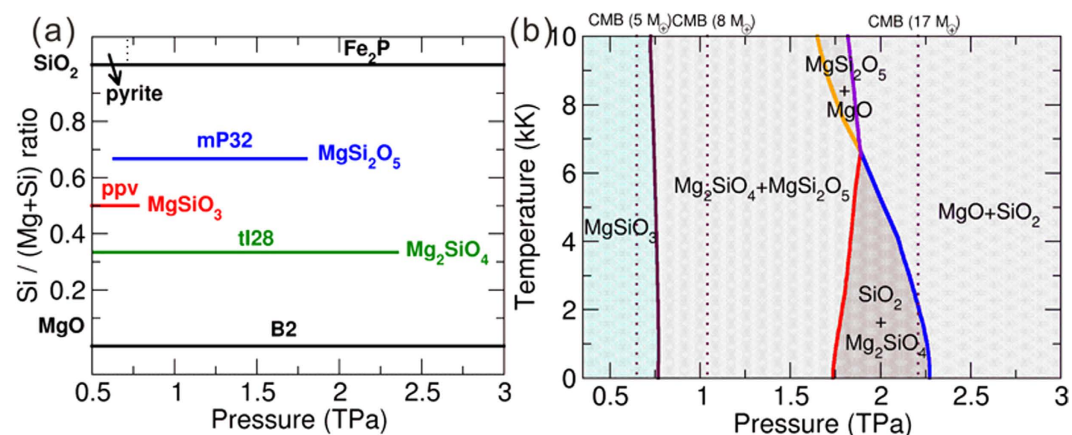 (a)
Fe₂P
SiO₂
pyrite
0.8
mP32
MgSi₂O₅
0.6
ppv
MgSiO₃
0.4
tI28
Mg₂SiO₄
0.2
MgO
B2
Si / (Mg+Si) ratio
0.5 1 1.5 2 2.5 3
Pressure (TPa)
(b)
CMB (5 M⊕) CMB (8 M⊕) CMB (17 M⊕)
10
8
6
4
2
0
Temperature (kK)
MgSi₂O₅
+
MgO
Mg₂SiO₄+MgSi₂O₅
MgO+SiO₂
MgSiO₃
SiO₂
+
Mg₂SiO₄
0.5 1 1.5 2 2.5 3
Pressure (TPa)